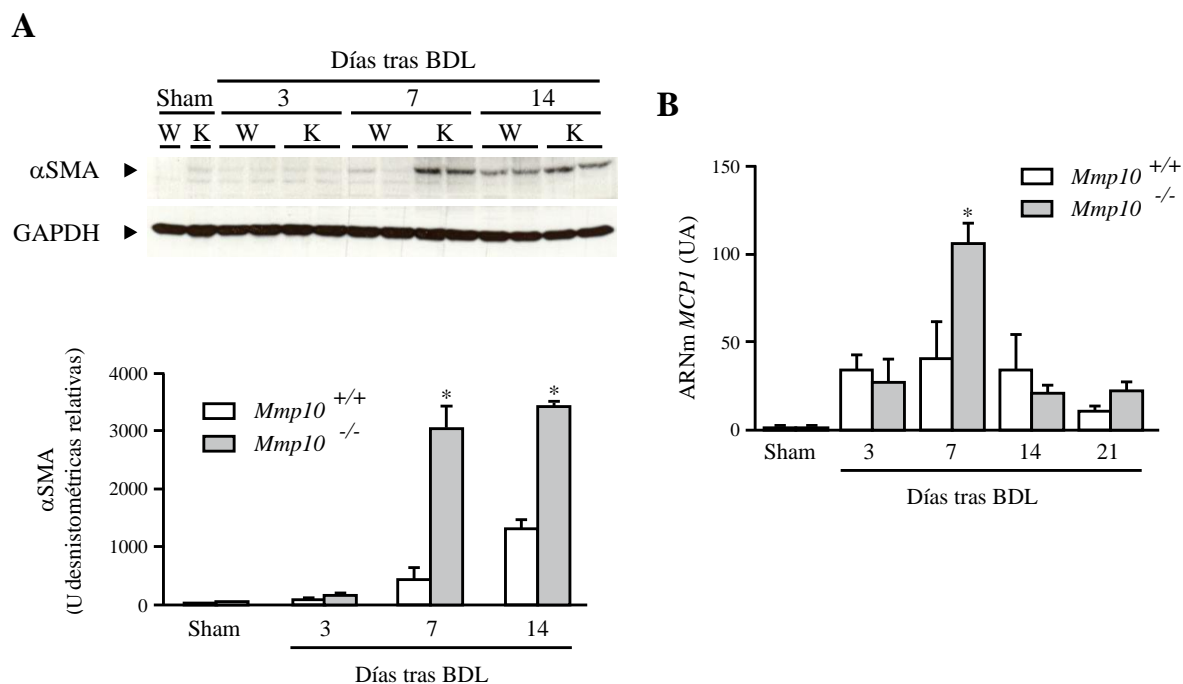 A
Días tras BDL
Sham 3 7 14
W K W K W K W K
αSMA
GAPDH
4000
3000
2000
1000
0
αSMA
(U desnistométricas relativas)
Mmp10 +/+
Mmp10 -/-
* *
Sham 3 7 14
Días tras BDL
B
150
100
50
0
ARNm MCP1 (UA)
Mmp10 +/+
Mmp10 -/-
*
Sham 3 7 14 21
Días tras BDL